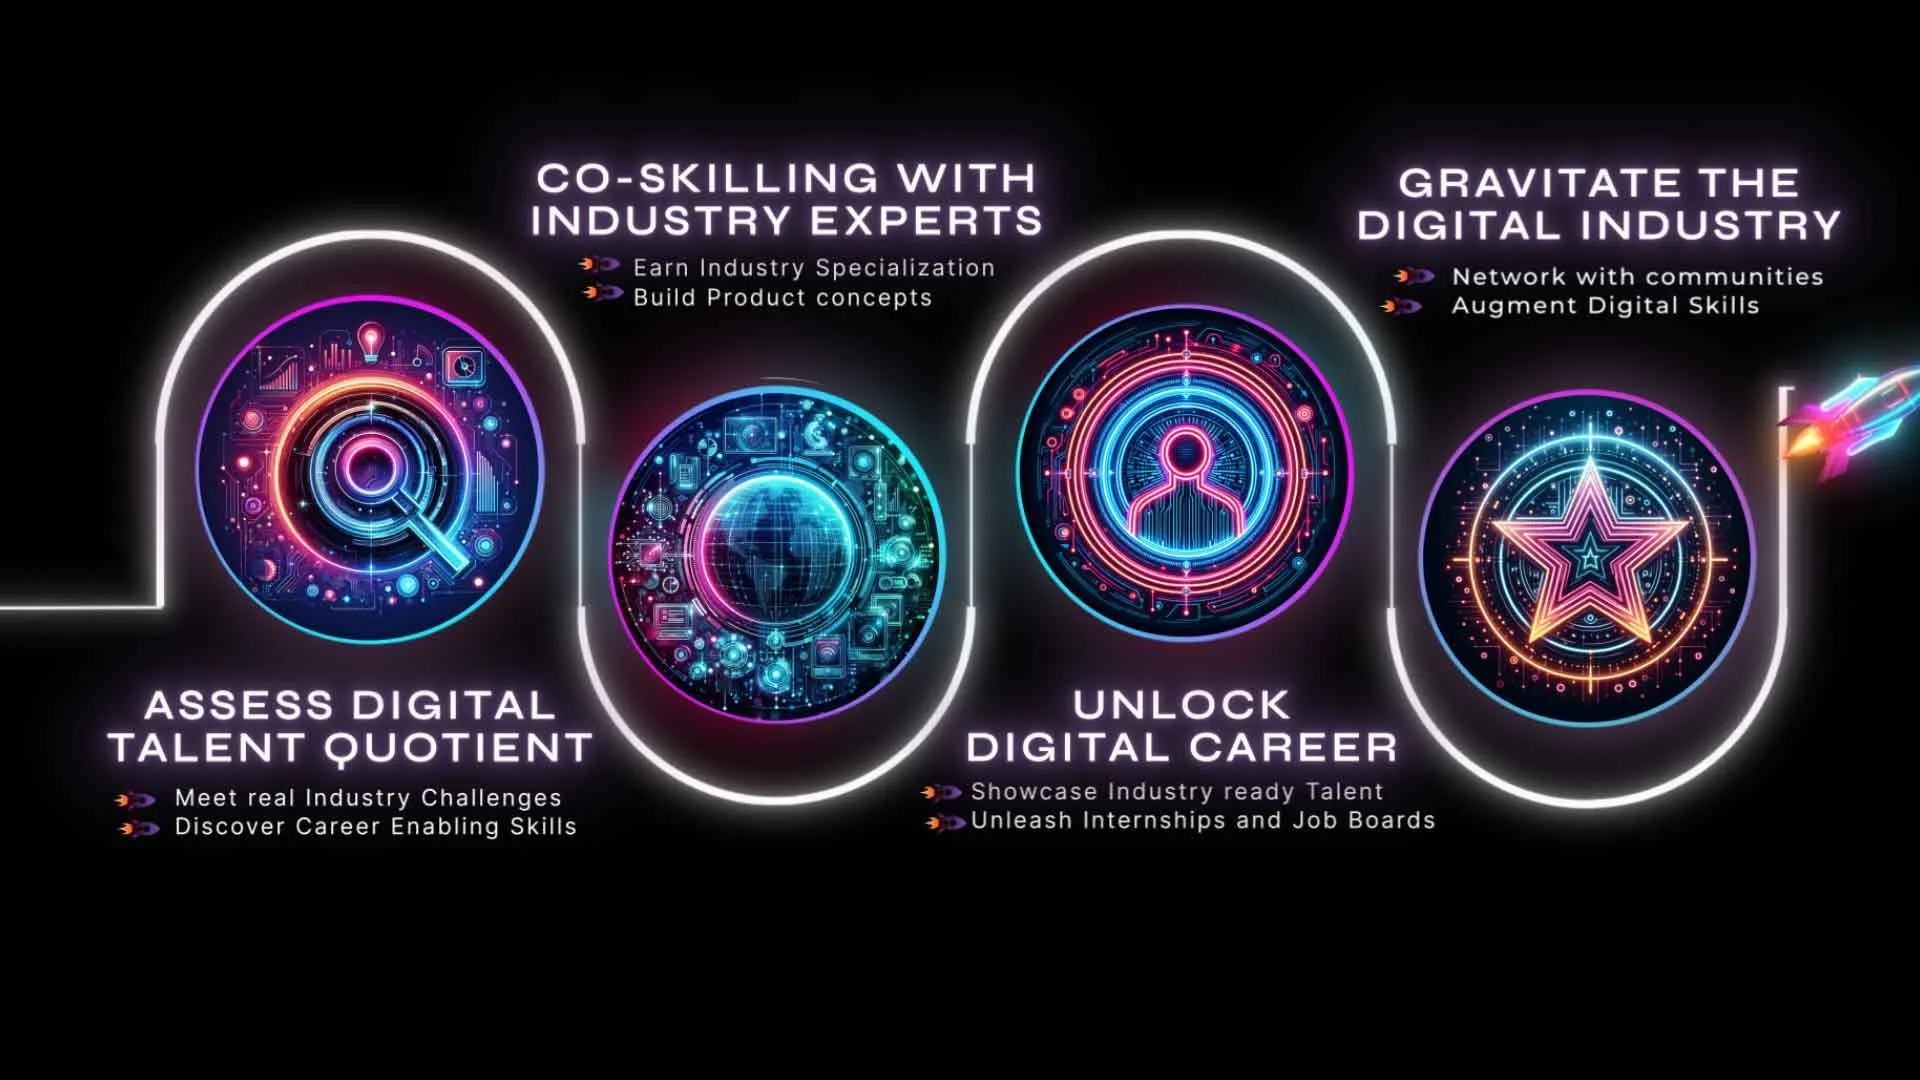 ASSESS DIGITAL
TALENT QUOTIENT
Meet real Industry Challenges
Discover Career Enabling Skills
CO-SKILLING WITH
INDUSTRY EXPERTS
Earn Industry Specialization
Build Product concepts
UNLOCK
DIGITAL CAREER
Showcase Industry ready Talent
Unleash Internships and Job Boards
GRAVITATE THE
DIGITAL INDUSTRY
Network with communities
Augment Digital Skills